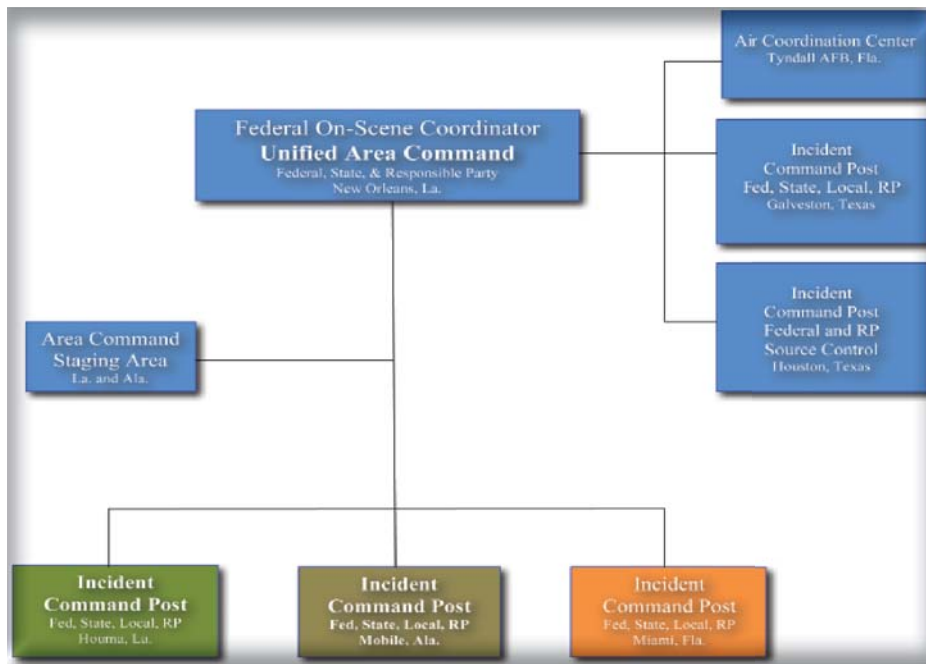 Air Coordination Center
Tyndall AFB, Fla.
Federal On-Scene Coordinator
Unified Area Command
Federal, State, & Responsible Party
New Orleans, La.
Incident
Command Post
Fed, State, Local, RP
Galveston, Texas
Incident
Command Post
Federal and RP
Source Control
Houston, Texas
Area Command
Staging Area
La. and Ala.
Incident
Command Post
Fed, State, Local, RP
Houma, La.
Incident
Command Post
Fed, State, Local, RP
Mobile, Ala.
Incident
Command Post
Fed, State, Local, RP
Miami, Fla.